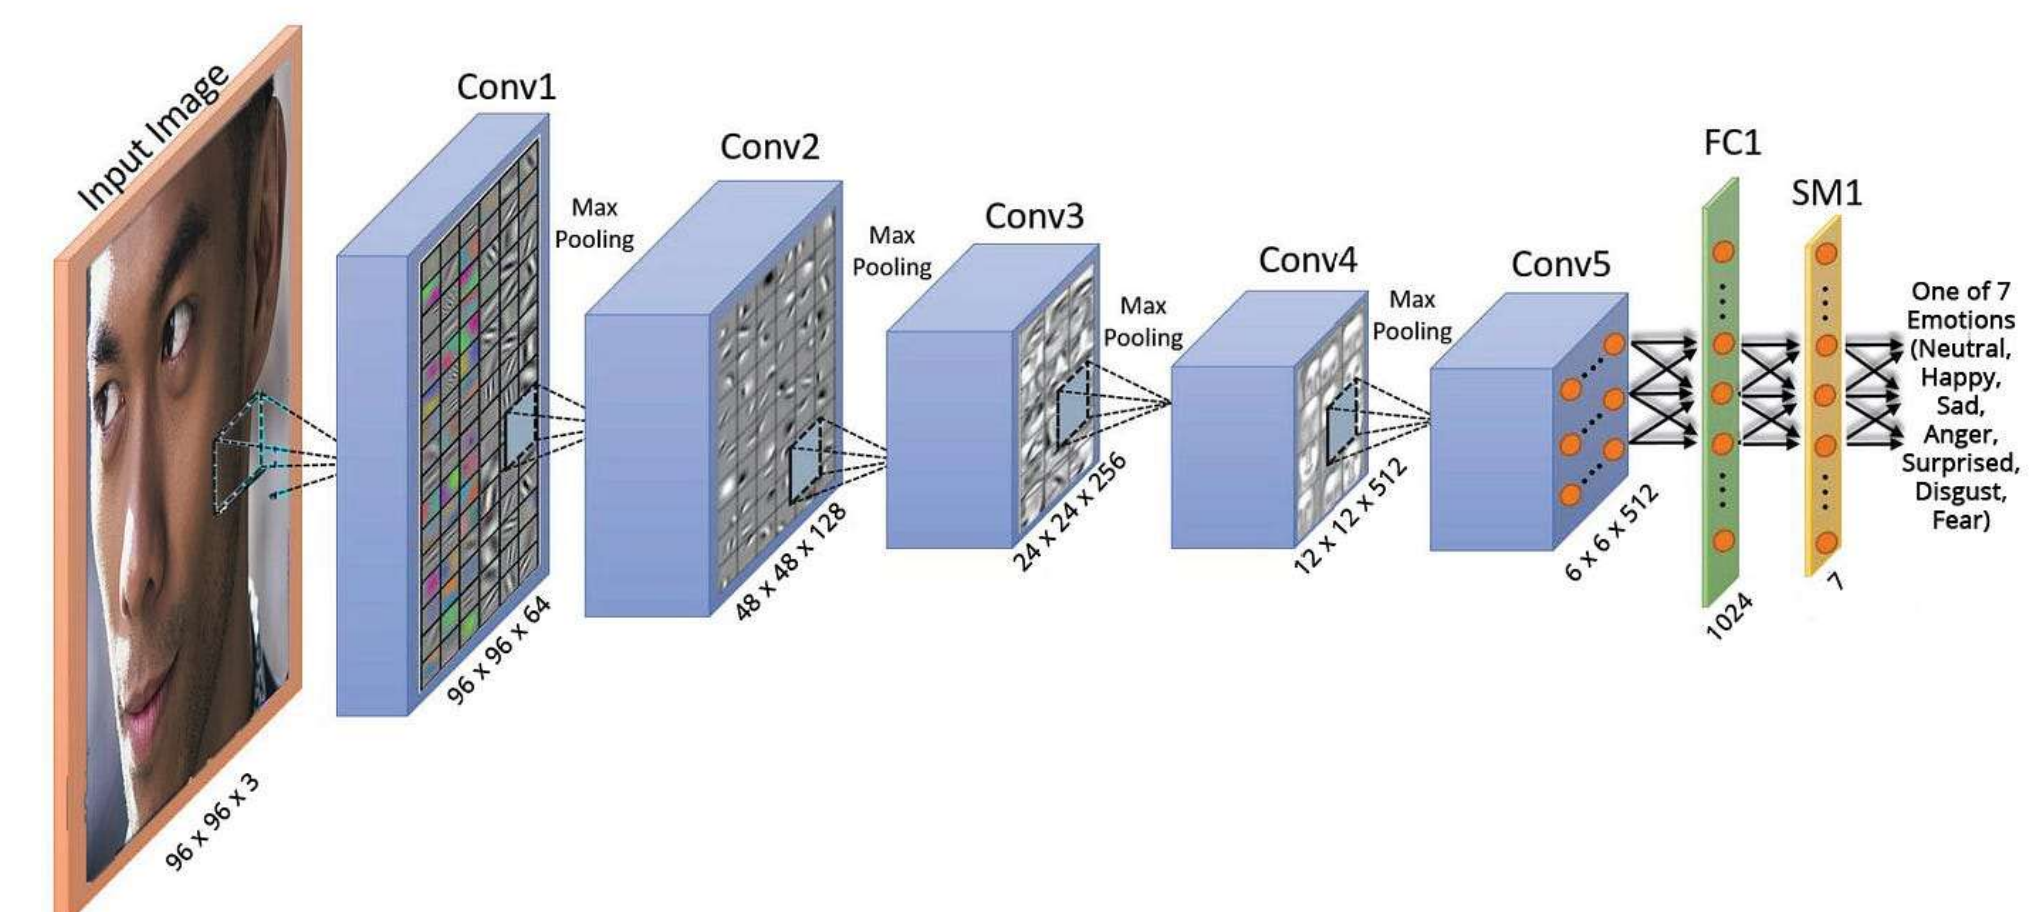 Input Image
96 x 96 x 3
Conv1
96 x 96 x 64
Max
Pooling
Conv2
48 x 48 x 128
Max
Pooling
Conv3
24 x 24 x 256
Max
Pooling
Conv4
12 x 12 x 512
Max
Pooling
Conv5
6 x 6 x 512
FC1
1024
SM1
7
One of 7
Emotions
(Neutral,
Happy,
Sad,
Anger,
Surprised,
Disgust,
Fear)